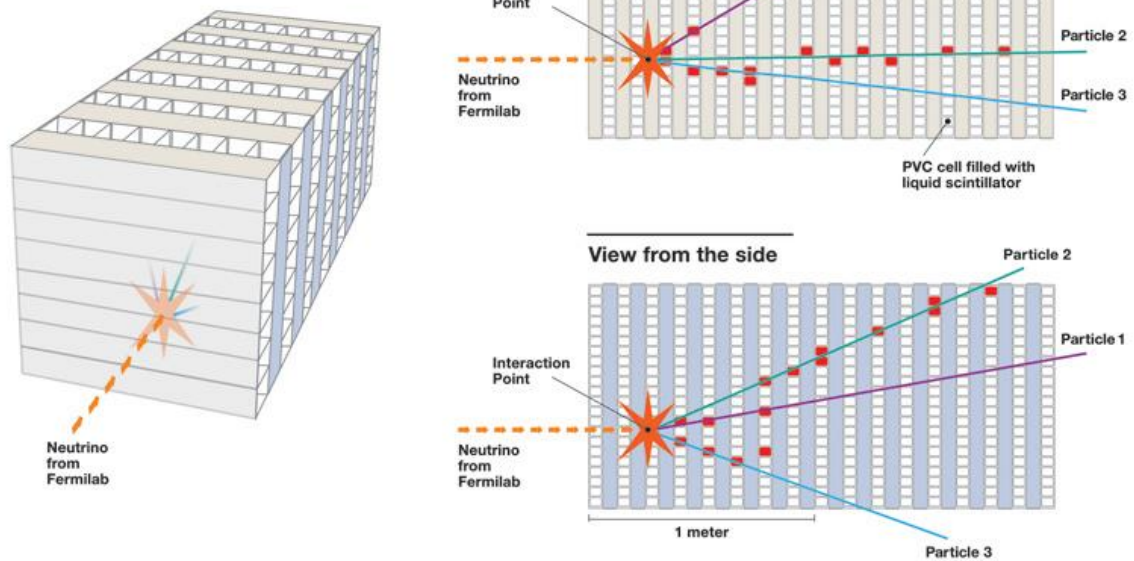 Point
Neutrino
from
Fermilab
Particle 2
Particle 3
PVC cell filled with
liquid scintillator
View from the side
Particle 2
Particle 1
Interaction
Point
Neutrino
from
Fermilab
Neutrino
from
Fermilab
1 meter
Particle 3